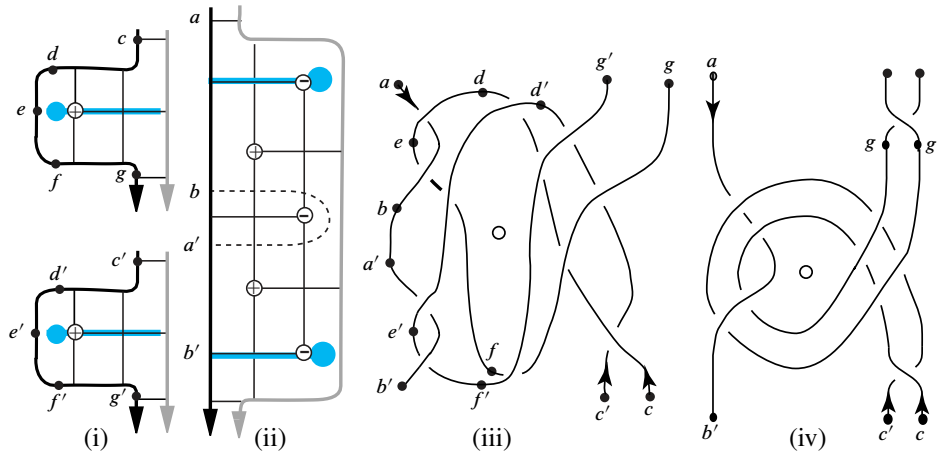 c
d
e
f
g
c'
d'
e'
f'
g'
(i)
a
b
a'
b'
(ii)
a
d
d'
g'
g
e
b
a'
e'
b'
f
f'
c'
c
(iii)
a
g
g
b'
c'
c
(iv)